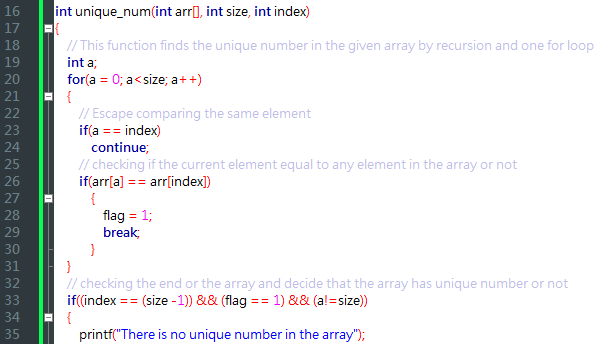 16 int unique_num(int arr[], int size, int index)
17 {
18 // This function finds the unique number in the given array by recursion and one for loop
19 int a;
20 for(a = 0; a<size; a++)
21 {
22 // Escape comparing the same element
23 if(a == index)
24 continue;
25 // checking if the current element equal to any element in the array or not
26 if(arr[a] == arr[index])
27 {
28 flag = 1;
29 break;
30 }
31 }
32 // checking the end or the array and decide that the array has unique number or not
33 if((index == (size -1)) && (flag == 1) && (a!=size))
34 {
35 printf("There is no unique number in the array");